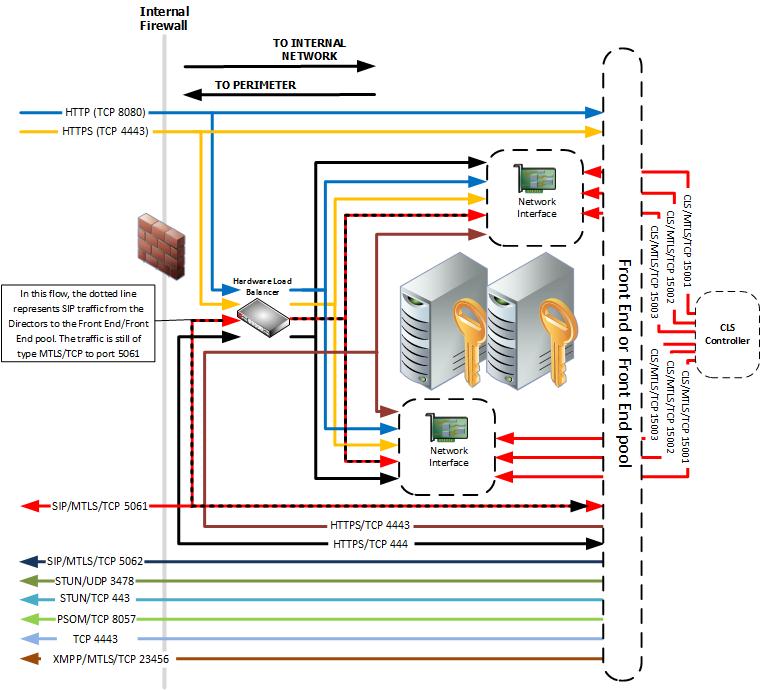 Internal
Firewall
TO INTERNAL
NETWORK
TO PERIMETER
HTTP (TCP 8080)
HTTPS (TCP 4443)
Network
Interface
CLS/MTLS/TCP 15001
CLS/MTLS/TCP 15002
CLS/MTLS/TCP 15003
Hardware Load
Balancer
In this flow, the dotted line
represents SIP traffic from the
Directors to the Front End/Front
End pool. The traffic is still of
type MTLS/TCP to port 5061
Front End or Front End pool
CLS
Controller
CLS/MTLS/TCP 15003
CLS/MTLS/TCP 15002
CLS/MTLS/TCP 15001
Network
Interface
SIP/MTLS/TCP 5061
HTTPS/TCP 4443
HTTPS/TCP 444
SIP/MTLS/TCP 5062
STUN/UDP 3478
STUN/TCP 443
PSOM/TCP 8057
TCP 4443
XMPP/MTLS/TCP 23456